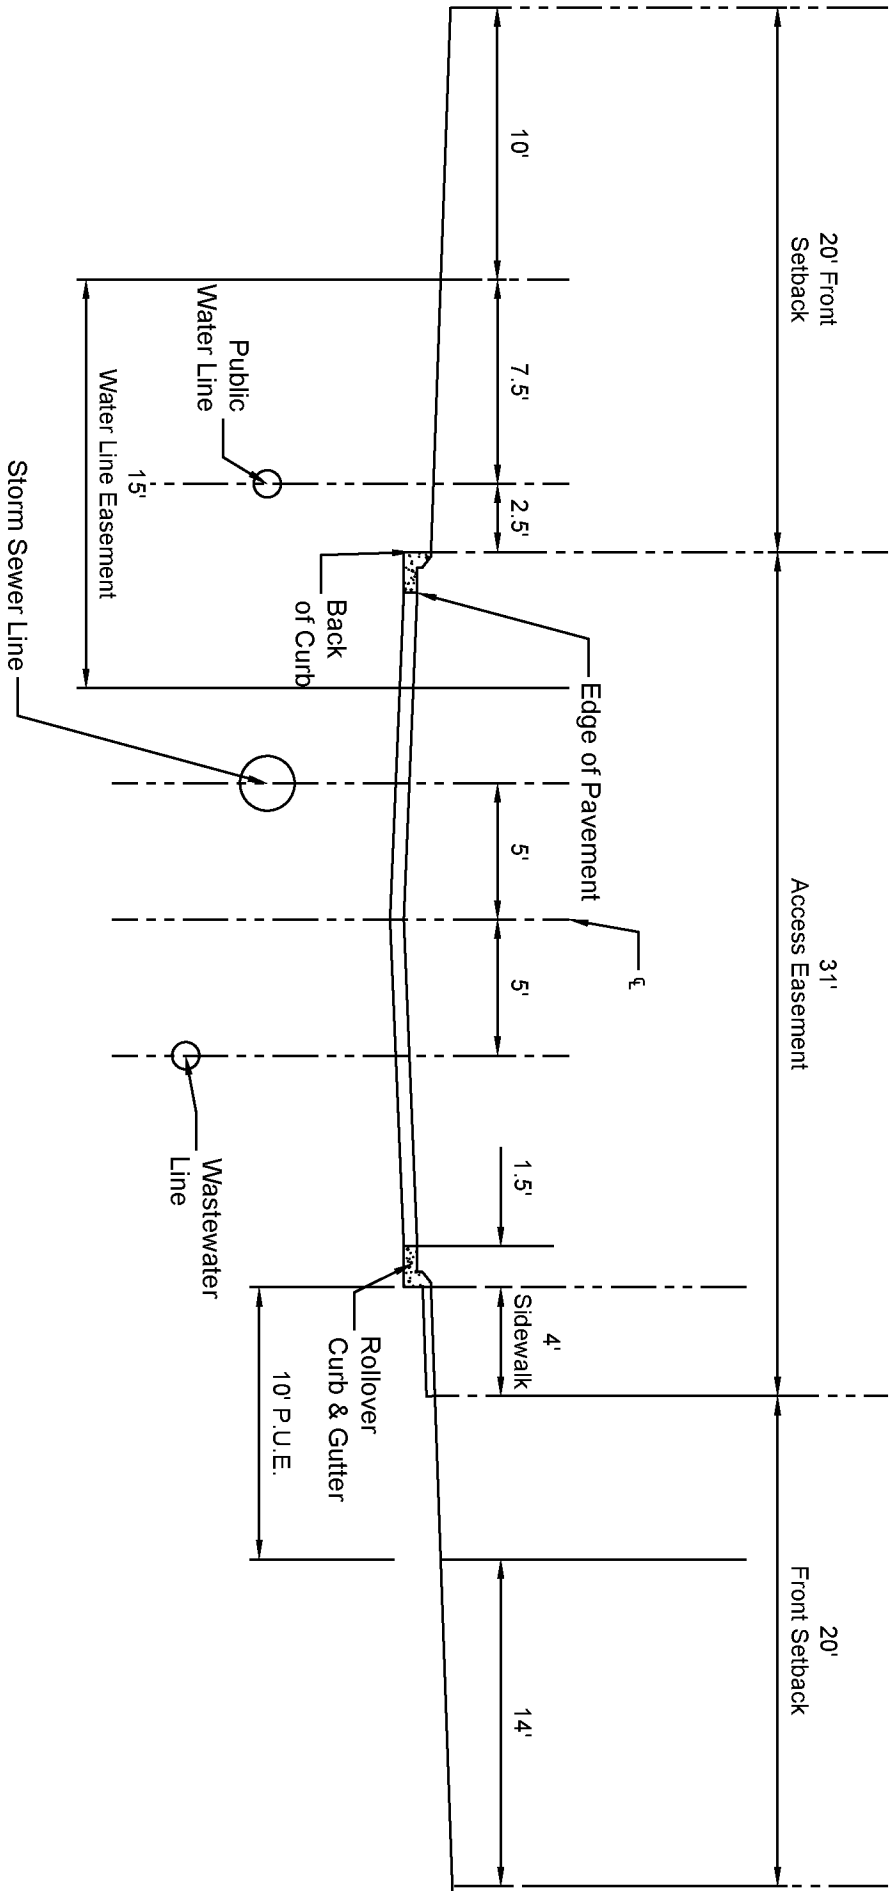 20' Front
Setback
31'
Access Easement
20'
Front Setback
10'
7.5'
2.5'
Edge of Pavement
5'
5'
℄
1.5'
4'
Sidewalk
14'
Public
Water Line
15'
Water Line Easement
Back
of Curb
Storm Sewer Line
Wastewater
Line
Rollover
Curb & Gutter
10' P.U.E.